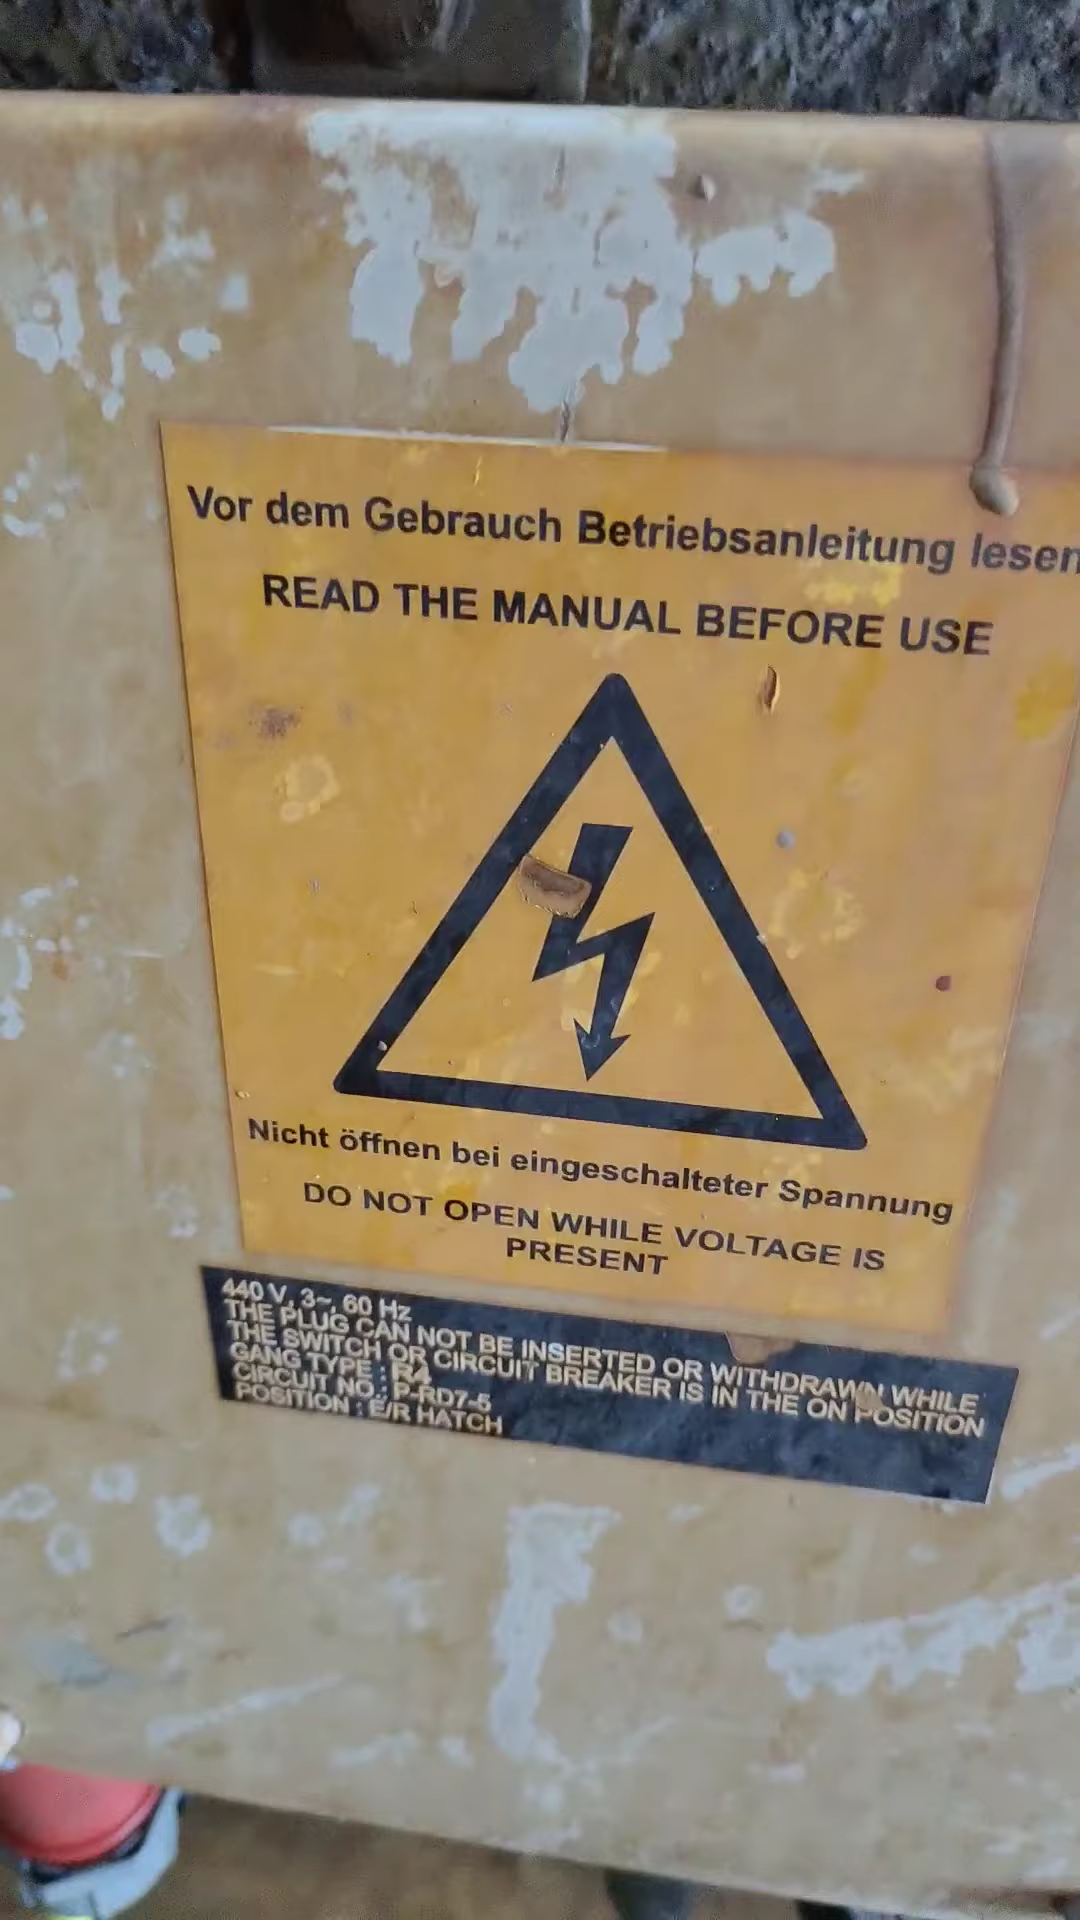 Vor dem Gebrauch Betriebsanleitung lesen
READ THE MANUAL BEFORE USE
Nicht öffnen bei eingeschalteter Spannung
DO NOT OPEN WHILE VOLTAGE IS
PRESENT
440 V, 3~, 60 Hz
THE PLUG CAN NOT BE INSERTED OR WITHDRAWN WHILE
THE SWITCH OR CIRCUIT BREAKER IS IN THE ON POSITION
GANG TYPE : R4
CIRCUIT NO.: P-RD7-5
POSITION : E/R HATCH